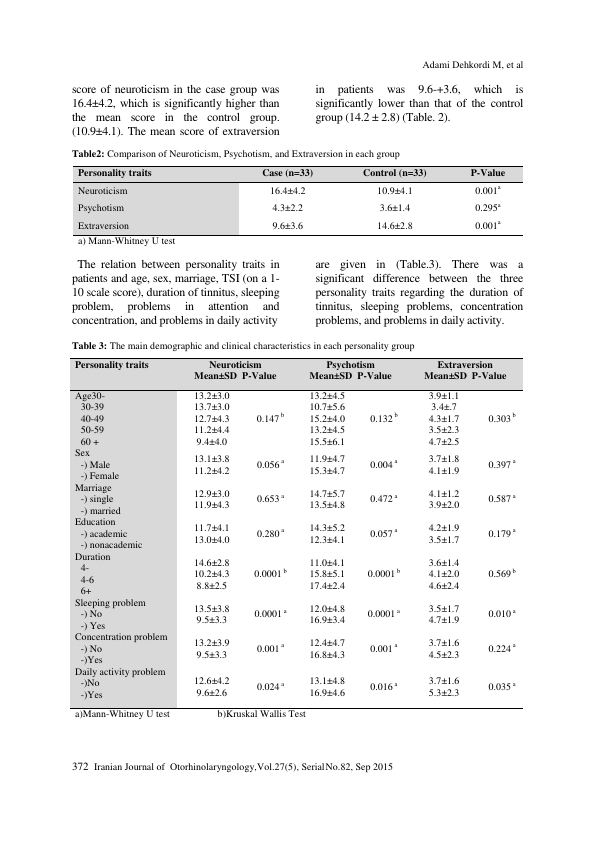 Adami Dehkordi M, et al
score of neuroticism in the case group was
16.4±4.2, which is significantly higher than
the mean score in the control group.
(10.9±4.1). The mean score of extraversion
in patients was 9.6-+3.6, which is
significantly lower than that of the control
group (14.2 ± 2.8) (Table. 2).
Table2: Comparison of Neuroticism, Psychotism, and Extraversion in each group
Personality traits Case (n=33) Control (n=33) P-Value
Neuroticism 16.4±4.2 10.9±4.1 0.001a
Psychotism 4.3±2.2 3.6±1.4 0.295a
Extraversion 9.6±3.6 14.6±2.8 0.001a
a) Mann-Whitney U test
The relation between personality traits in
patients and age, sex, marriage, TSI (on a 1-
10 scale score), duration of tinnitus, sleeping
problem, problems in attention and
concentration, and problems in daily activity
are given in (Table.3). There was a
significant difference between the three
personality traits regarding the duration of
tinnitus, sleeping problems, concentration
problems, and problems in daily activity.
Table 3: The main demographic and clinical characteristics in each personality group
Personality traits Neuroticism Psychotism Extraversion
Mean±SD P-Value Mean±SD P-Value Mean±SD P-Value
Age30- 13.2±3.0 13.2±4.5 3.9±1.1
30-39 13.7±3.0 10.7±5.6 3.4±.7
40-49 12.7±4.3 0.147 b 15.2±4.0 0.132 b 4.3±1.7 0.303 b
50-59 11.2±4.4 13.2±4.5 3.5±2.3
60 + 9.4±4.0 15.5±6.1 4.7±2.5
Sex
-) Male 13.1±3.8 0.056 a 11.9±4.7 0.004 a 3.7±1.8 0.397 a
-) Female 11.2±4.2 15.3±4.7 4.1±1.9
Marriage
-) single 12.9±3.0 0.653 a 14.7±5.7 0.472 a 4.1±1.2 0.587 a
-) married 11.9±4.3 13.5±4.8 3.9±2.0
Education
-) academic 11.7±4.1 0.280 a 14.3±5.2 0.057 a 4.2±1.9 0.179 a
-) nonacademic 13.0±4.0 12.3±4.1 3.5±1.7
Duration
4- 14.6±2.8 11.0±4.1 3.6±1.4
4-6 10.2±4.3 0.0001 b 15.8±5.1 0.0001 b 4.1±2.0 0.569 b
6+ 8.8±2.5 17.4±2.4 4.6±2.4
Sleeping problem
-) No 13.5±3.8 0.0001 a 12.0±4.8 0.0001 a 3.5±1.7 0.010 a
-) Yes 9.5±3.3 16.9±3.4 4.7±1.9
Concentration problem
-) No 13.2±3.9 0.001 a 12.4±4.7 0.001 a 3.7±1.6 0.224 a
-)Yes 9.5±3.3 16.8±4.3 4.5±2.3
Daily activity problem
-)No 12.6±4.2 0.024 a 13.1±4.8 0.016 a 3.7±1.6 0.035 a
-)Yes 9.6±2.6 16.9±4.6 5.3±2.3
a)Mann-Whitney U test b)Kruskal Wallis Test
372 Iranian Journal of Otorhinolaryngology,Vol.27(5), Serial No.82, Sep 2015